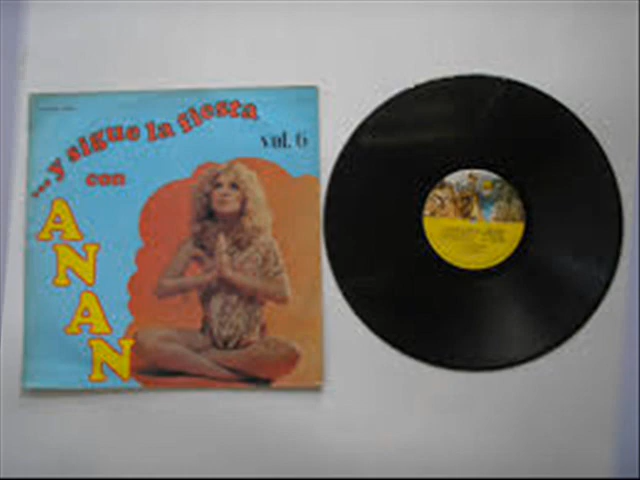 ...y sigue la fiesta
vol. 6
con
ANAN